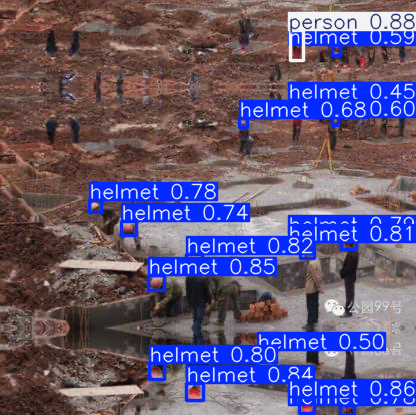 person 0.88
helmet 0.59
helmet 0.45
helmet 0.68 0.60
helmet 0.78
helmet 0.74
helmet 0.81
helmet 0.82
helmet 0.85
公园99号
helmet 0.50
helmet 0.80
helmet 0.84
helmet 0.86